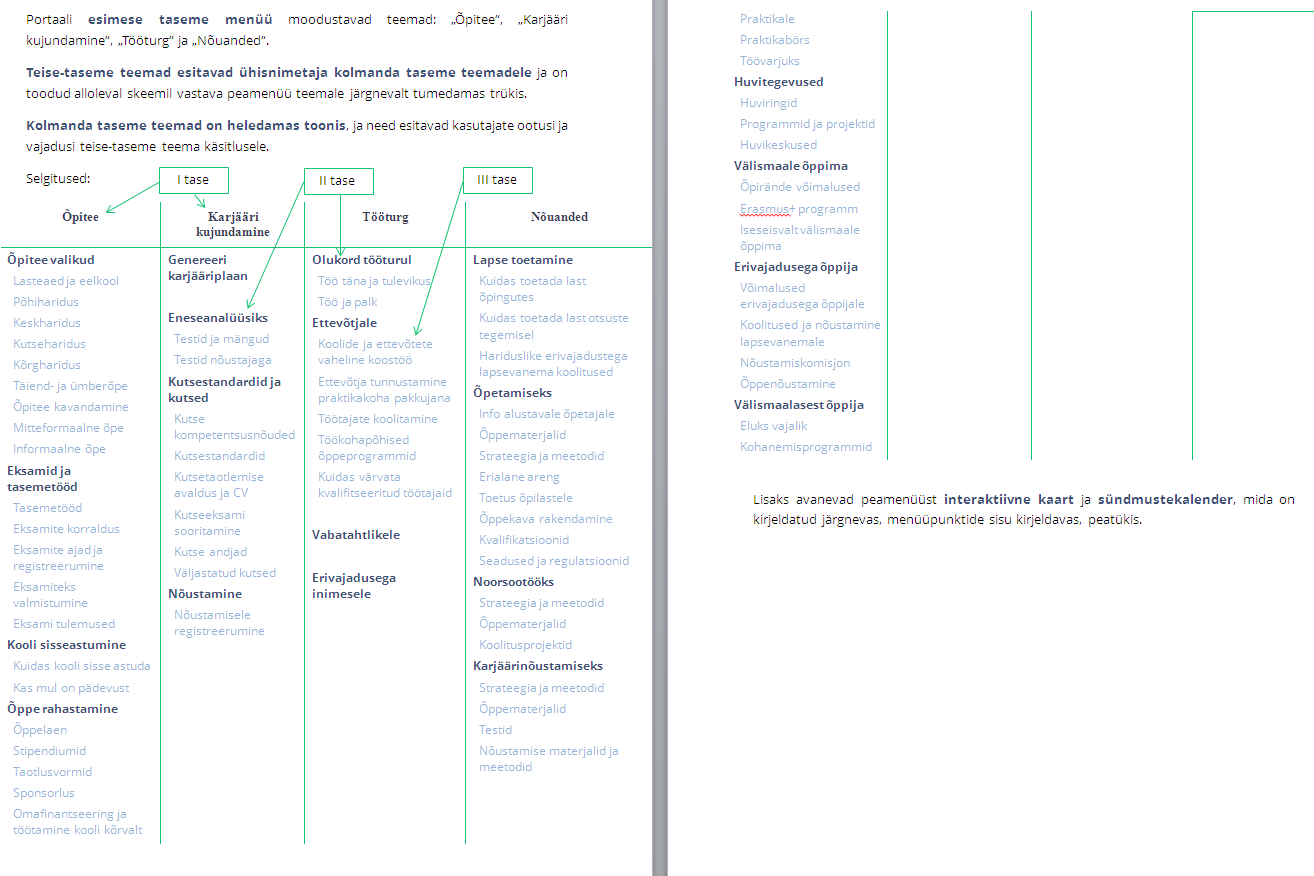 Portaali esimese taseme menüü moodustavad teemad: „Õpitee“, „Karjääri
kujundamine“, „Tööturg“ ja „Nõuanded“.
Teise-taseme teemad esitavad ühisnimetaja kolmanda taseme teemadele ja on
toodud alloleval skeemil vastava peamenüü teemale järgnevalt tumedamas trükis.
Kolmanda taseme teemad on heledamas toonis, ja need esitavad kasutajate ootusi ja
vajadusi teise-taseme teema käsitlusele.
Selgitused:
I tase
II tase
III tase
Õpitee
Karjääri
kujundamine
Tööturg
Nõuanded
Õpitee valikud
Lasteaed ja eelkool
Põhiharidus
Keskharidus
Kutseharidus
Kõrgharidus
Täiend- ja ümberõpe
Õpitee kavandamine
Mitteformaalne õpe
Informaalne õpe
Eksamid ja
tasemetööd
Tasemetööd
Eksamite korraldus
Eksamite ajad ja
registreerumine
Eksamiteks
valmistumine
Eksami tulemused
Kooli sisseastumine
Kuidas kooli sisse astuda
Kas mul on pädevust
Õppe rahastamine
Õppelaen
Stipendiumid
Taotlusvormid
Sponsorlus
Omafinantseering ja
töötamine kooli kõrvalt
Genereeri
karjääriplaan
Eneseanalüüsiks
Testid ja mängud
Testid nõustajaga
Kutsestandardid ja
kutsed
Kutse
kompetentsusnõuded
Kutsestandardid
Kutsetaotlemise
avaldus ja CV
Kutseeksami
sooritamine
Kutse andjad
Väljastatud kutsed
Nõustamine
Nõustamisele
registreerumine
Olukord tööturul
Töö täna ja tulevikus
Töö ja palk
Ettevõtjale
Koolide ja ettevõtete
vaheline koostöö
Ettevõtja tunnustamine
praktikakoha pakkujana
Töötajate koolitamine
Töökohapõhised
õppeprogrammid
Kuidas värvata
kvalifitseeritud töötajaid
Vabatahtlikele
Erivajadusega
inimesele
Lapse toetamine
Kuidas toetada last
õpingutes
Kuidas toetada last otsuste
tegemisel
Hariduslike erivajadustega
lapsevanema koolitused
Õpetamiseks
Info alustavale õpetajale
Õppematerjalid
Strateegia ja meetodid
Erialane areng
Toetus õpilastele
Õppekava rakendamine
Kvalifikatsioonid
Seadused ja regulatsioonid
Noorsootööks
Strateegia ja meetodid
Õppematerjalid
Koolitusprojektid
Karjäärinõustamiseks
Strateegia ja meetodid
Õppematerjalid
Testid
Nõustamise materjalid ja
meetodid
Praktikale
Praktikabörs
Töövarjuks
Huvitegevused
Huviringid
Programmid ja projektid
Huvikeskused
Välismaale õppima
Õpirände võimalused
Erasmus+ programm
Iseseisvalt välismaale
õppima
Erivajadusega õppija
Võimalused
erivajadusega õppijale
Koolitused ja nõustamine
lapsevanemale
Nõustamiskomisjon
Õppenõustamine
Välismaalasest õppija
Eluks vajalik
Kohanemisprogrammid
Lisaks avanevad peamenüüst interaktiivne kaart ja sündmustekalender, mida on
kirjeldatud järgnevas, menüüpunktide sisu kirjeldavas, peatükis.